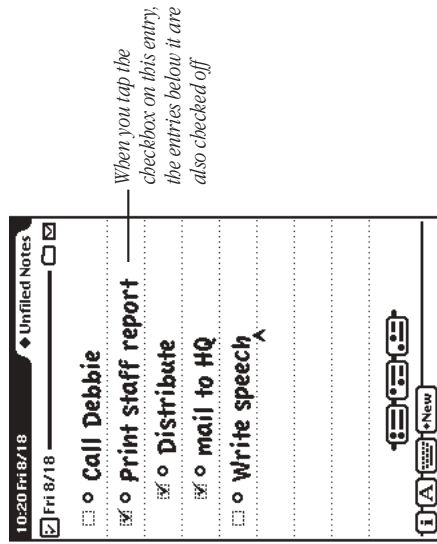 10:20 Fri 8/18
◆ Unfiled Notes
Fri 8/18
Call Debbie
Print staff report
Distribute
mail to HQ
Write speech
When you tap the
checkbox on this entry,
the entries below it are
also checked off
i A •New